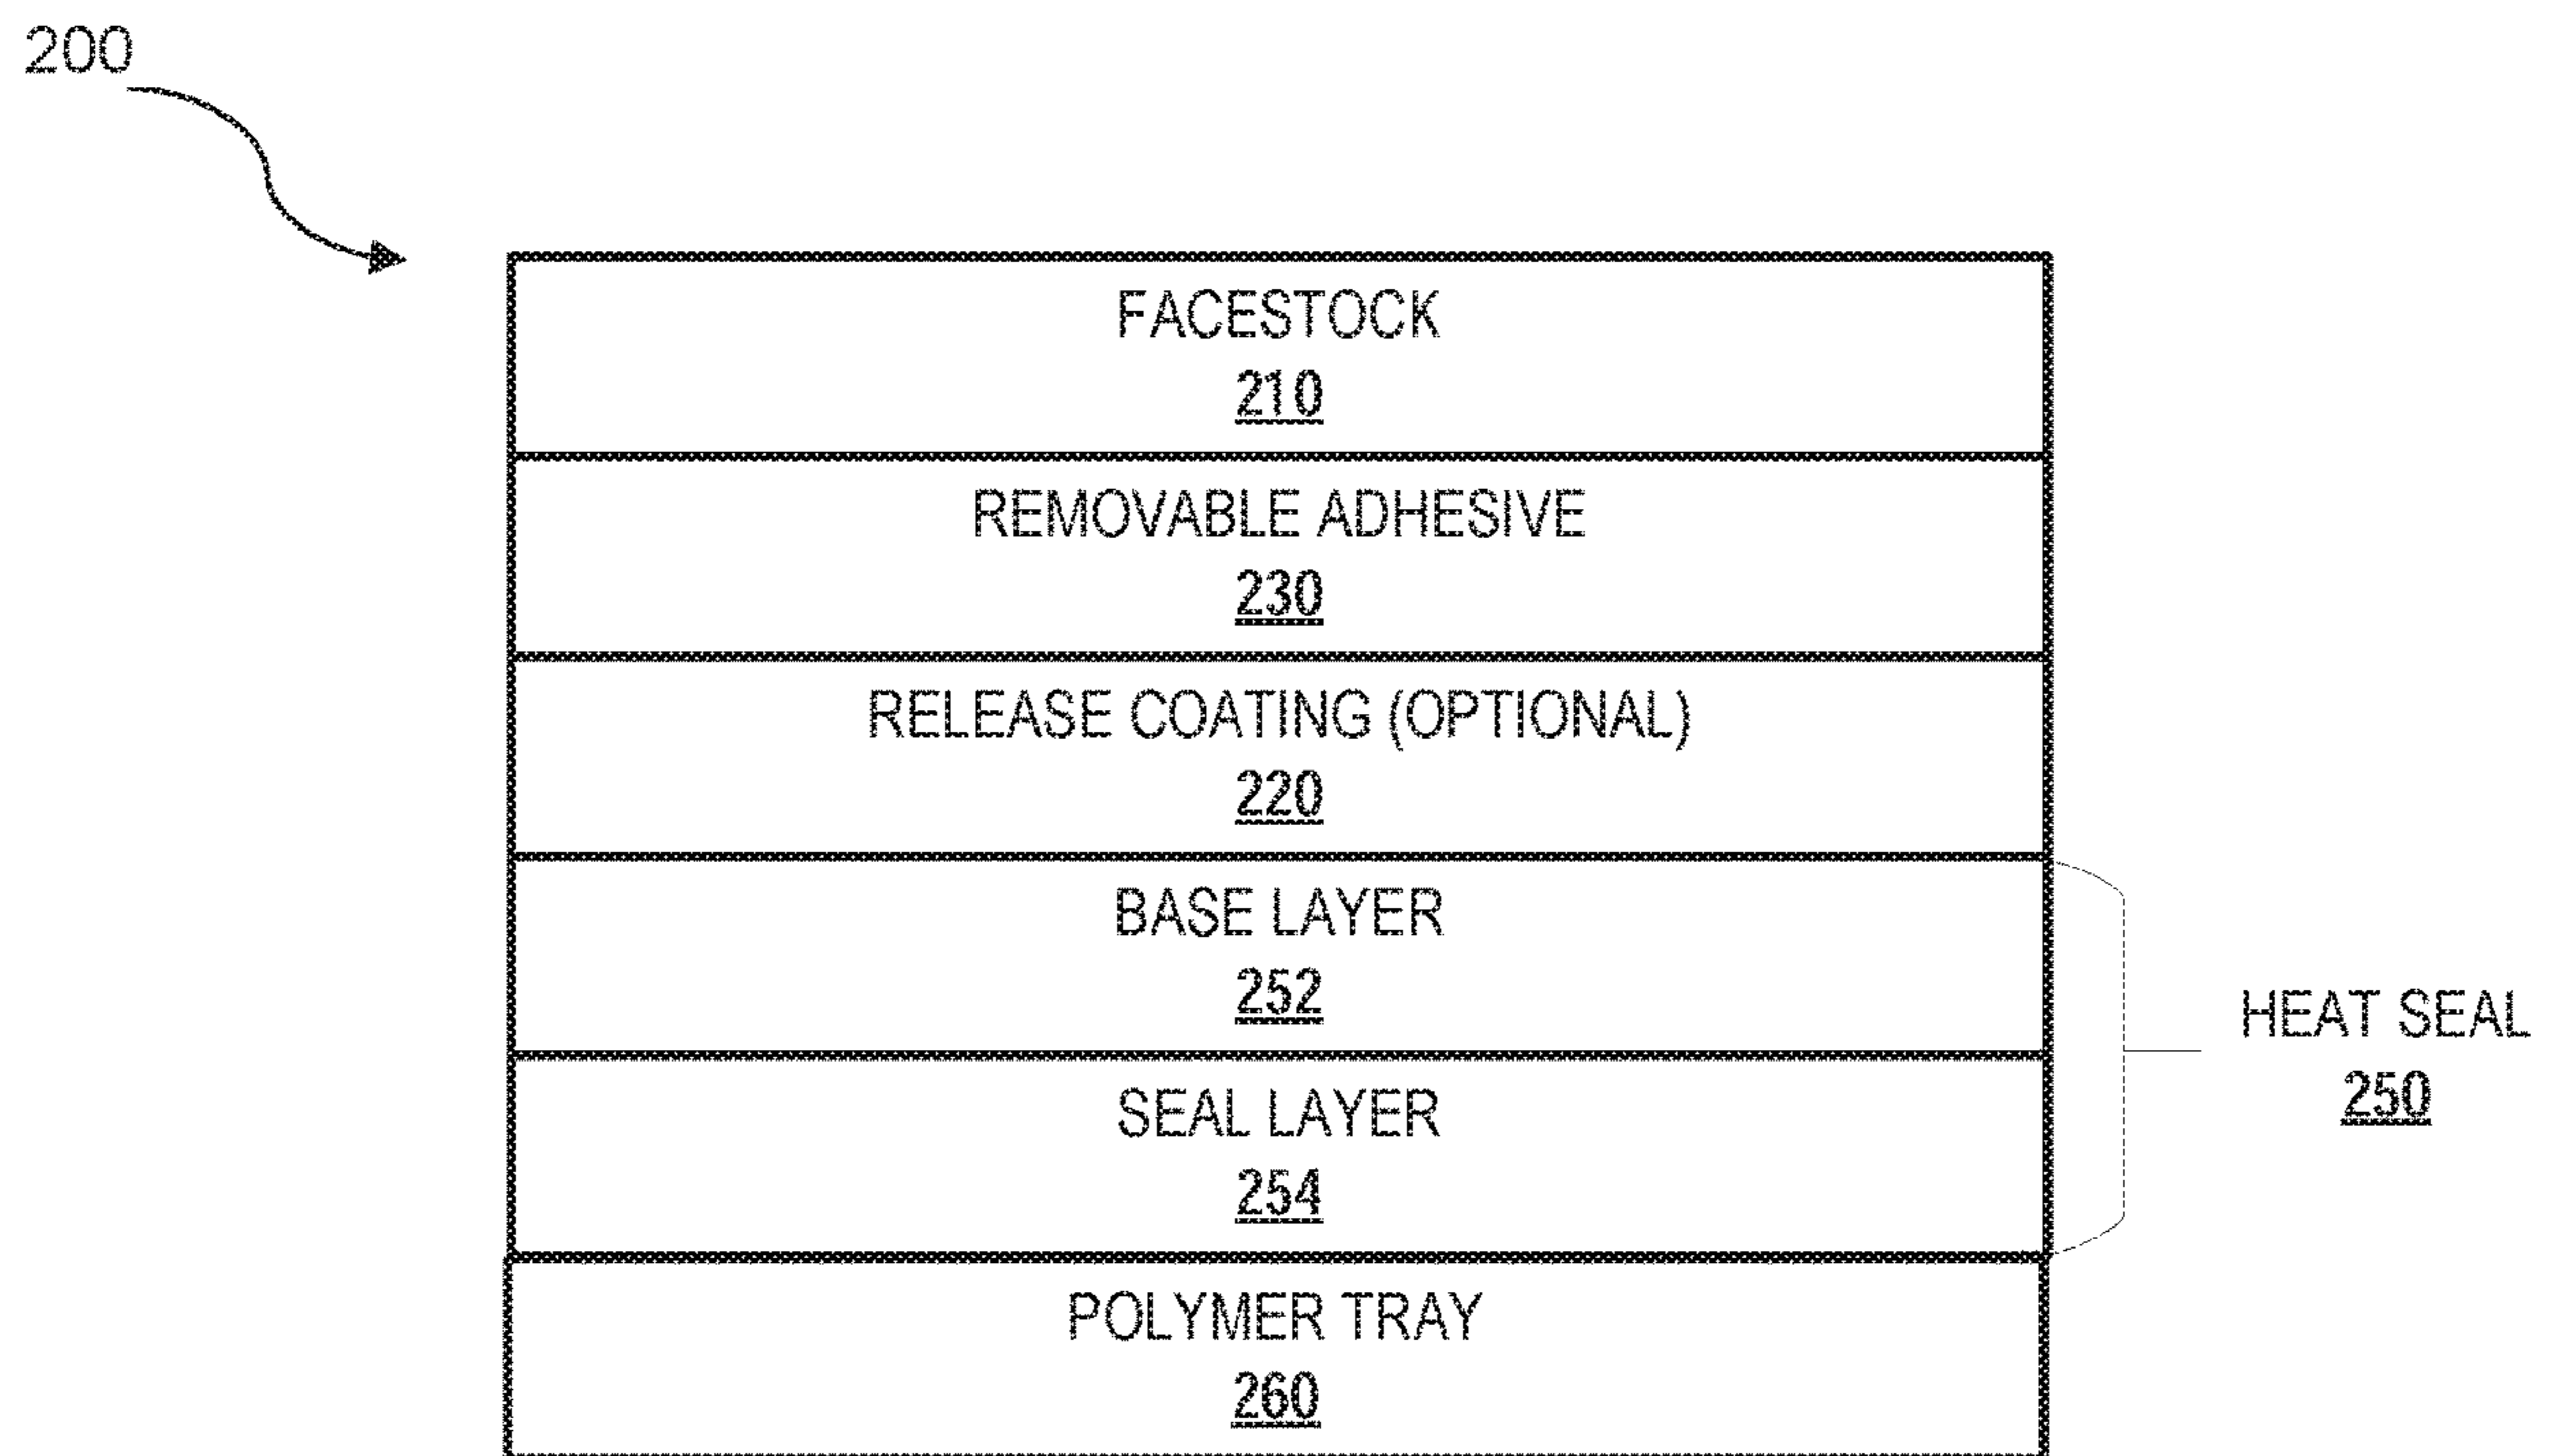 200
FACESTOCK
210
REMOVABLE ADHESIVE
230
RELEASE COATING (OPTIONAL)
220
BASE LAYER
252
SEAL LAYER
254
HEAT SEAL
250
POLYMER TRAY
260